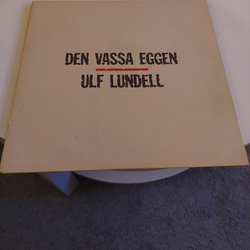 DEN VASSA EGGEN
ULF LUNDELL